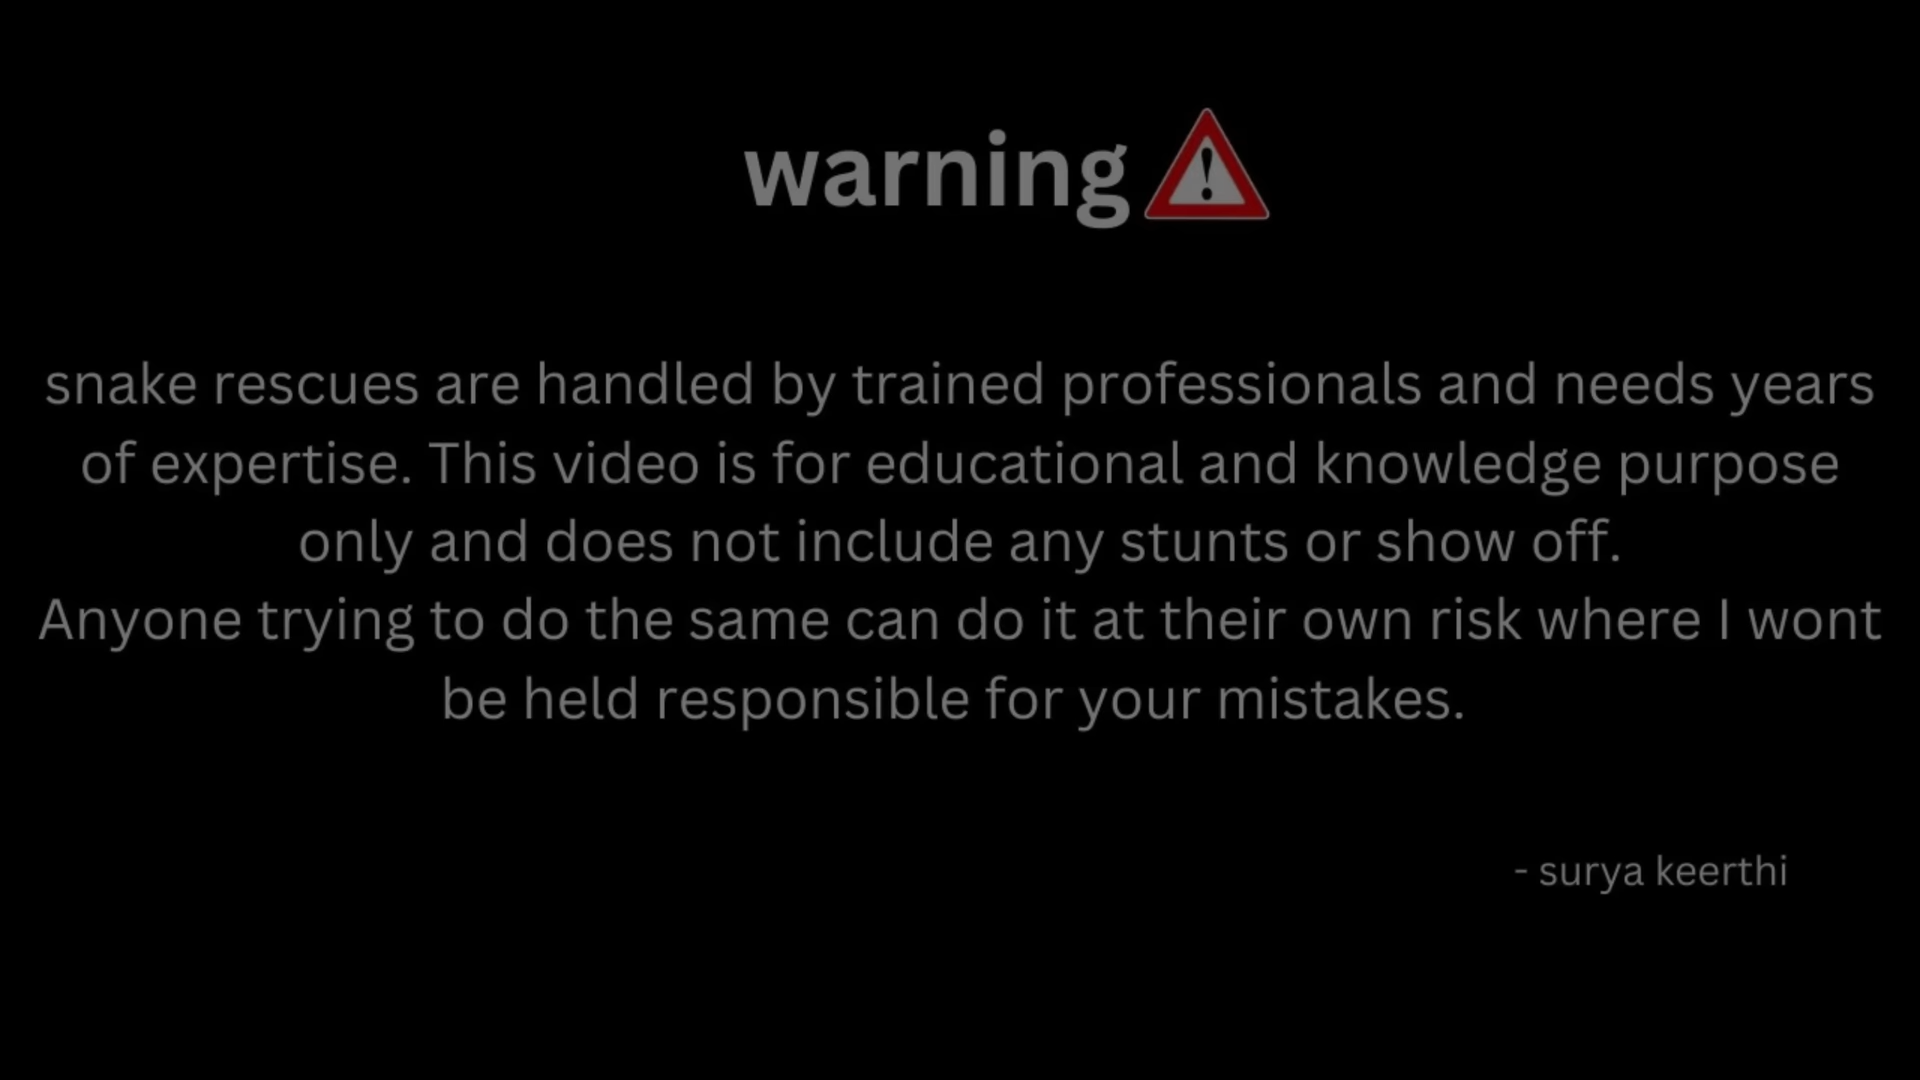 warning
snake rescues are handled by trained professionals and needs years
of expertise. This video is for educational and knowledge purpose
only and does not include any stunts or show off.
Anyone trying to do the same can do it at their own risk where I wont
be held responsible for your mistakes.
- surya keerthi